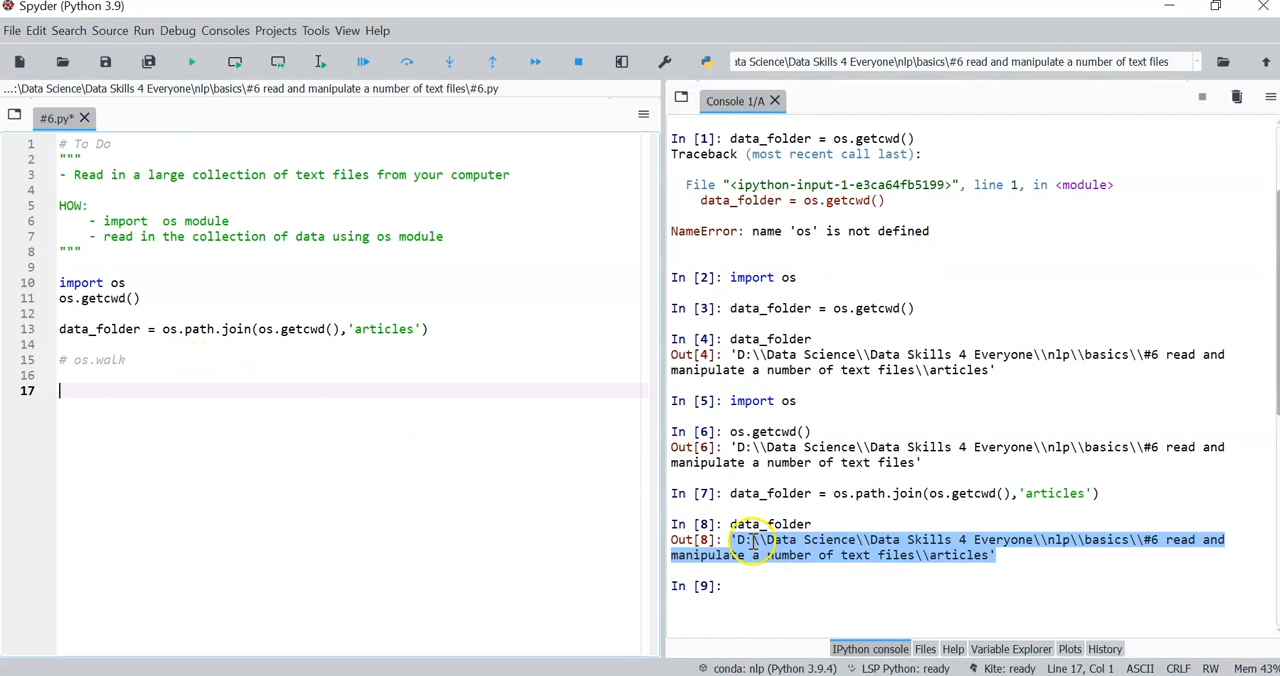 Spyder (Python 3.9)
File Edit Search Source Run Debug Consoles Projects Tools View Help
ıta Science\Data Skills 4 Everyone\nlp\basics\#6 read and manipulate a number of text files
...:\Data Science\Data Skills 4 Everyone\nlp\basics\#6 read and manipulate a number of text files\#6.py
#6.py*
1 # To Do
2 """
3 - Read in a large collection of text files from your computer
4
5 HOW:
6 - import  os module
7 - read in the collection of data using os module
8 """
9
10 import os
11 os.getcwd()
12
13 data_folder = os.path.join(os.getcwd(),'articles')
14
15 # os.walk
16
17
Console 1/A
In [1]: data_folder = os.getcwd()
Traceback (most recent call last):
File "<ipython-input-1-e3ca64fb5199>", line 1, in <module>
data_folder = os.getcwd()
NameError: name 'os' is not defined
In [2]: import os
In [3]: data_folder = os.getcwd()
In [4]: data_folder
Out[4]: 'D:\\Data Science\\Data Skills 4 Everyone\\nlp\\basics\\#6 read and
manipulate a number of text files\\articles'
In [5]: import os
In [6]: os.getcwd()
Out[6]: 'D:\\Data Science\\Data Skills 4 Everyone\\nlp\\basics\\#6 read and
manipulate a number of text files'
In [7]: data_folder = os.path.join(os.getcwd(),'articles')
In [8]: data_folder
Out[8]: 'D:\\Data Science\\Data Skills 4 Everyone\\nlp\\basics\\#6 read and
manipulate a number of text files\\articles'
In [9]:
IPython console Files Help Variable Explorer Plots History
conda: nlp (Python 3.9.4) LSP Python: ready Kite: ready Line 17, Col 1 ASCII CRLF RW Mem 43%